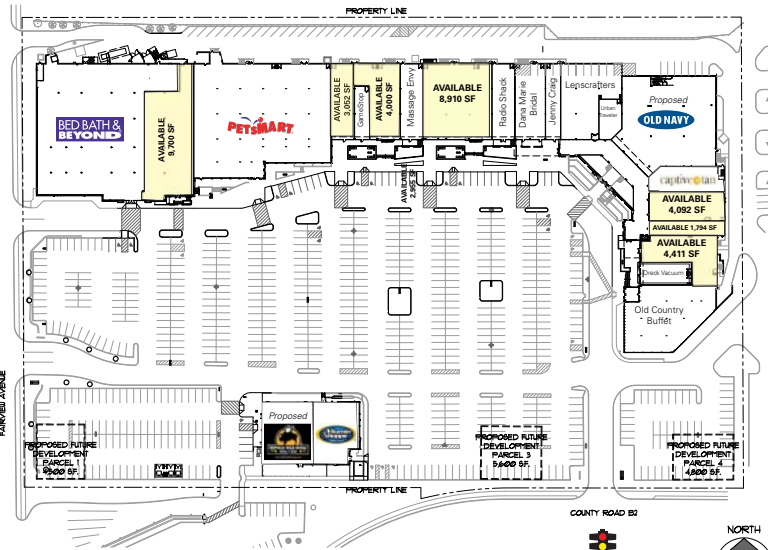 PROPERTY LINE
BED BATH &
BEYOND
AVAILABLE
9,700 SF
PETSMART
AVAILABLE
3,052 SF
GameStop
AVAILABLE
4,000 SF
Massage Envy
AVAILABLE
8,910 SF
Radio Shack
Dana Marie
Bridal
Jenny Craig
Lenscrafters
Urban
Traveler
Proposed
OLD NAVY
captive tan
AVAILABLE
4,092 SF
AVAILABLE 1,794 SF
AVAILABLE
4,411 SF
Oreck Vacuum
Old Country
Buffet
AVAILABLE
2,955 SF
FAIRVIEW AVENUE
Proposed
PROPOSED FUTURE
DEVELOPMENT
PARCEL 1
PROPOSED FUTURE
DEVELOPMENT
PARCEL 3
5,600 SF.
PROPOSED FUTURE
DEVELOPMENT
PARCEL 4
4,800 SF.
PROPERTY LINE
COUNTY ROAD B2
NORTH